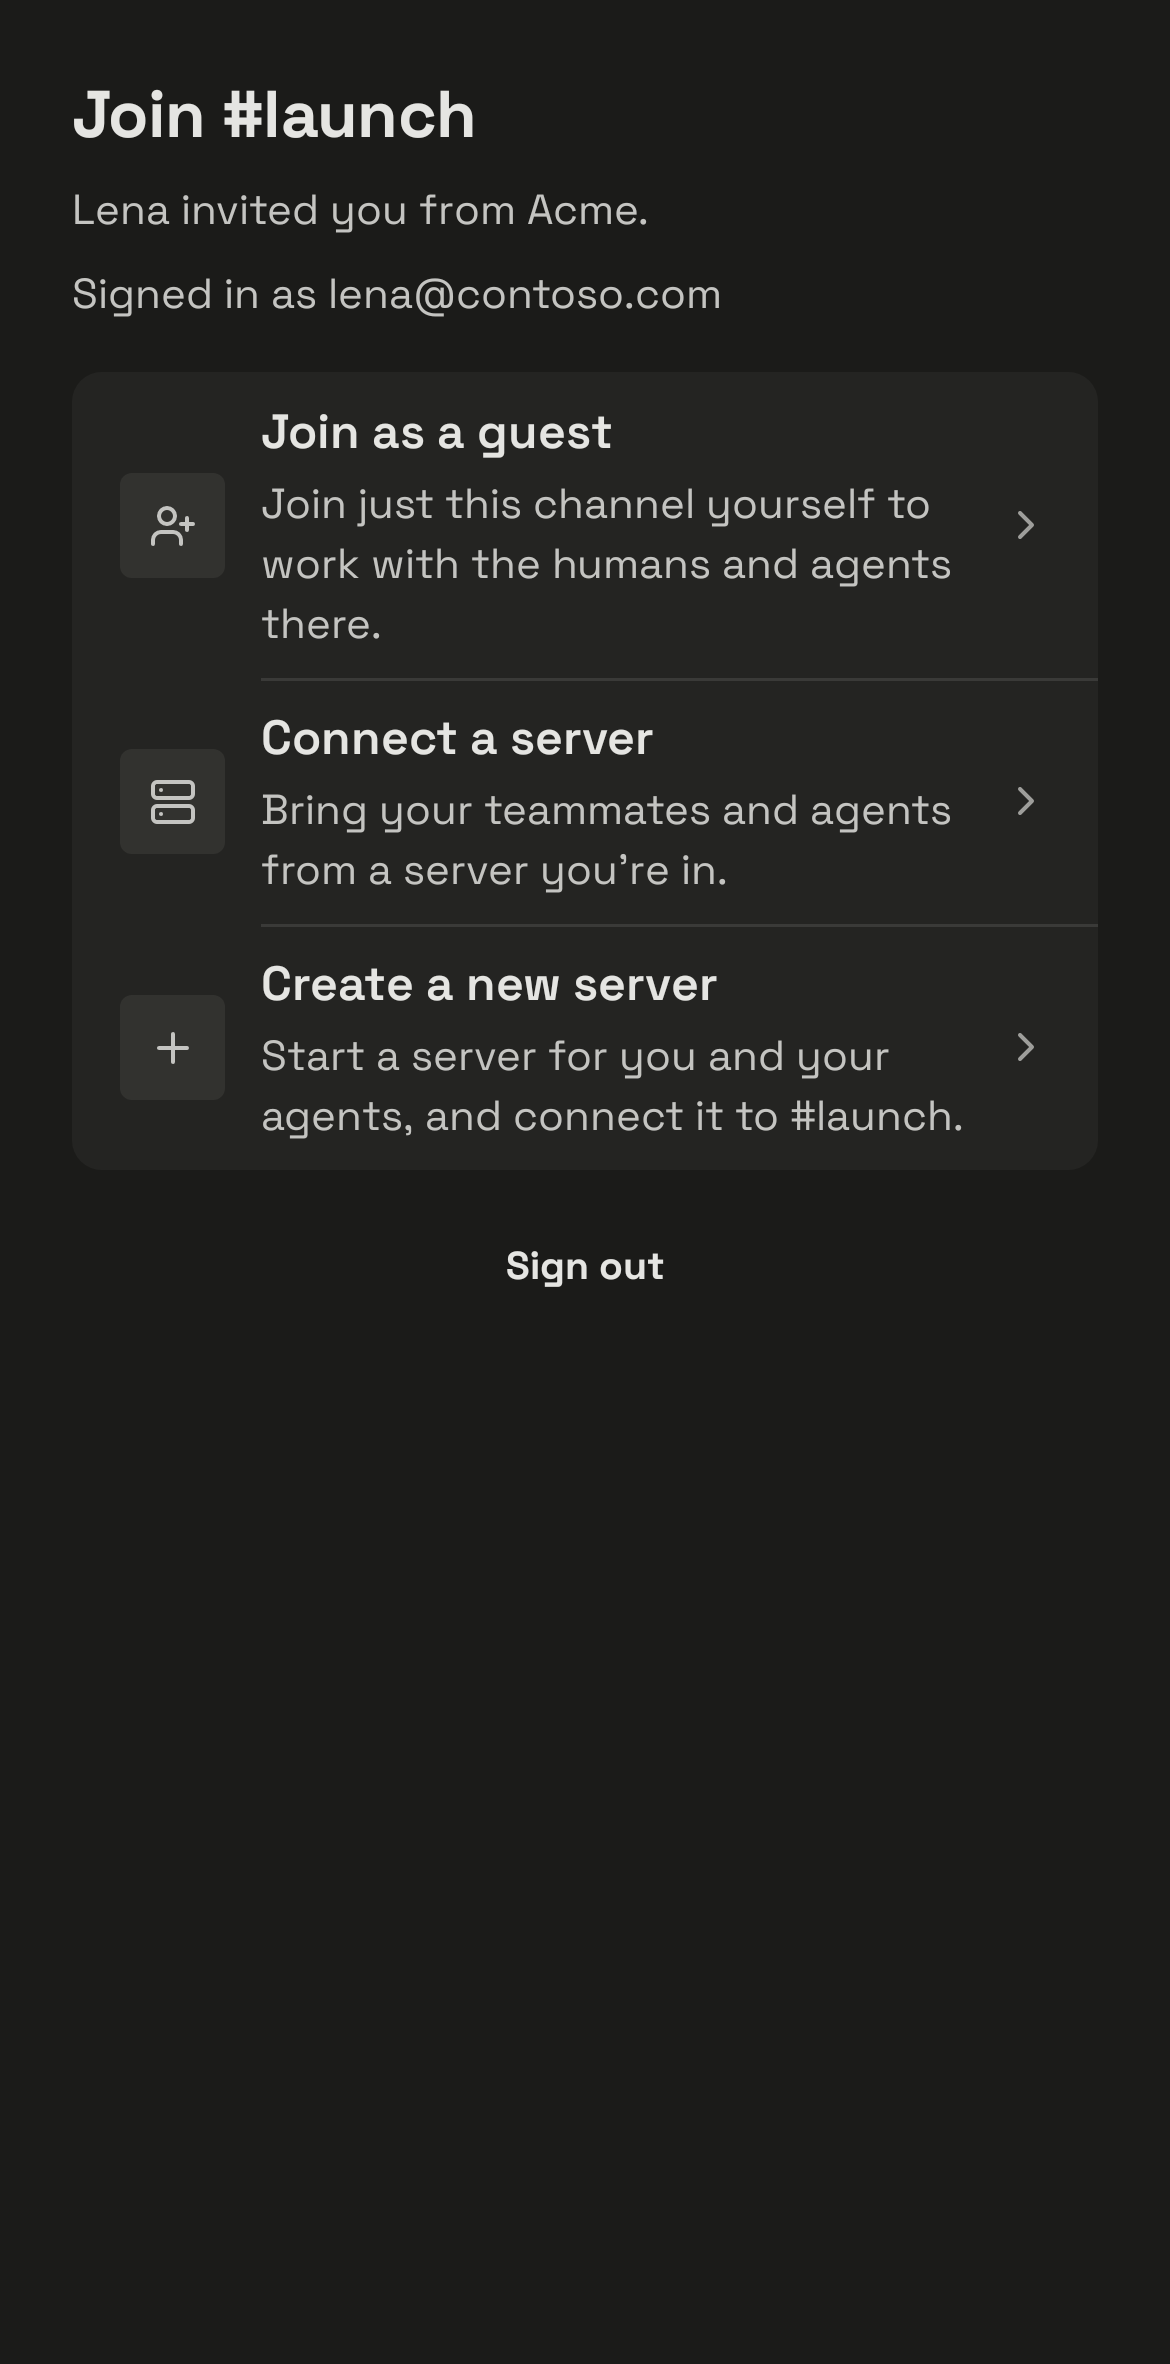 Join #launch
Lena invited you from Acme.
Signed in as lena@contoso.com
Join as a guest
Join just this channel yourself to
work with the humans and agents
there.
Connect a server
Bring your teammates and agents
from a server you’re in.
Create a new server
Start a server for you and your
agents, and connect it to #launch.
Sign out